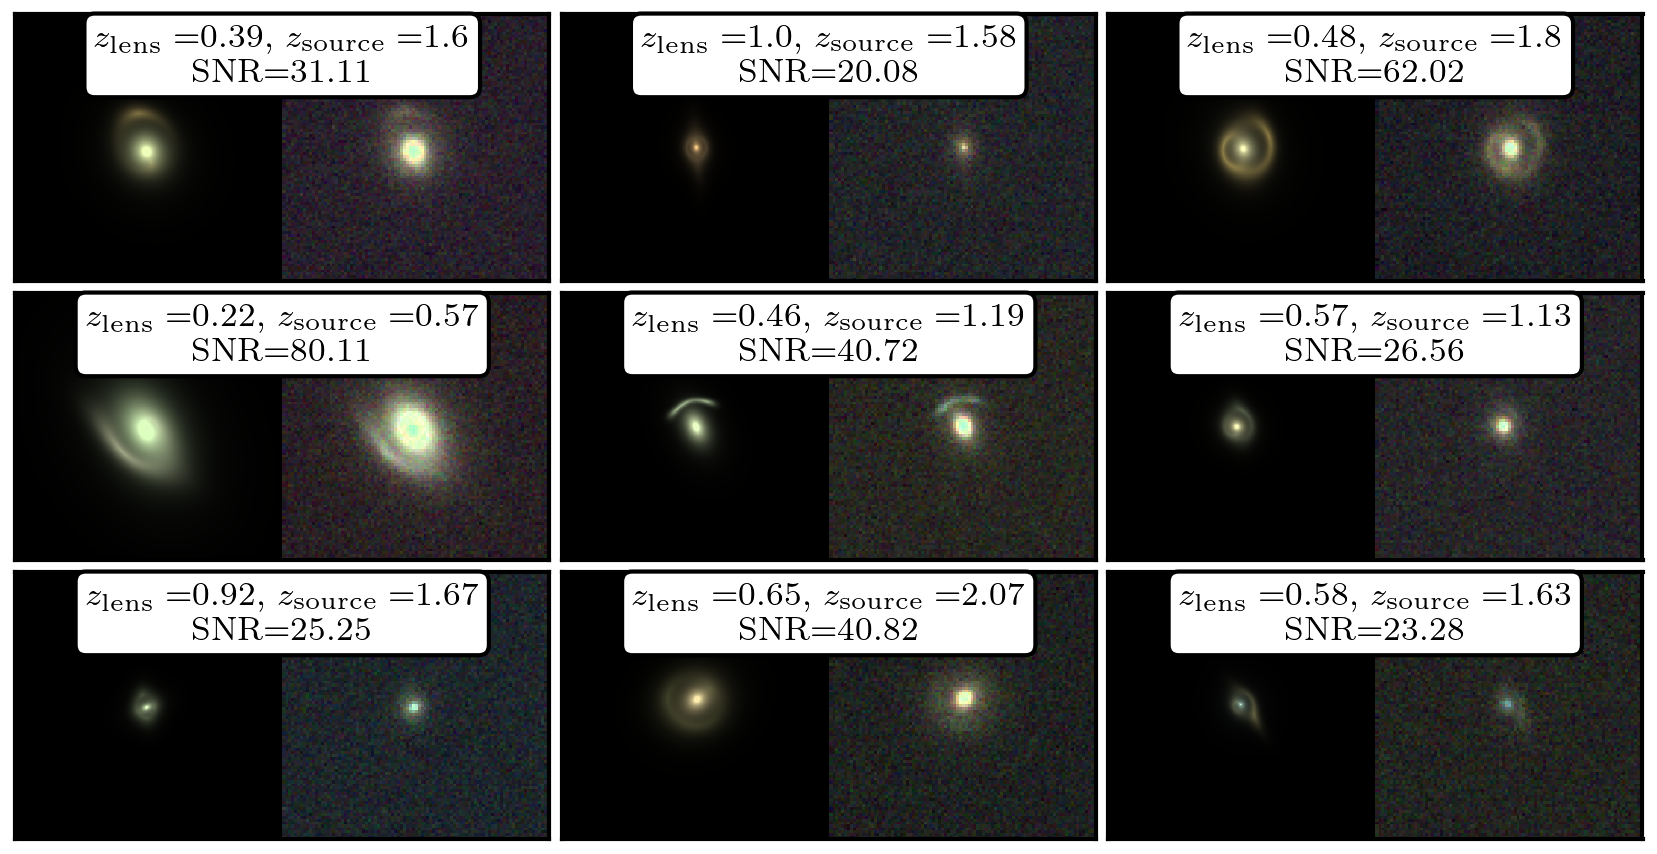 z_lens =0.39, z_source =1.6
SNR=31.11
z_lens =1.0, z_source =1.58
SNR=20.08
z_lens =0.48, z_source =1.8
SNR=62.02
z_lens =0.22, z_source =0.57
SNR=80.11
z_lens =0.46, z_source =1.19
SNR=40.72
z_lens =0.57, z_source =1.13
SNR=26.56
z_lens =0.92, z_source =1.67
SNR=25.25
z_lens =0.65, z_source =2.07
SNR=40.82
z_lens =0.58, z_source =1.63
SNR=23.28